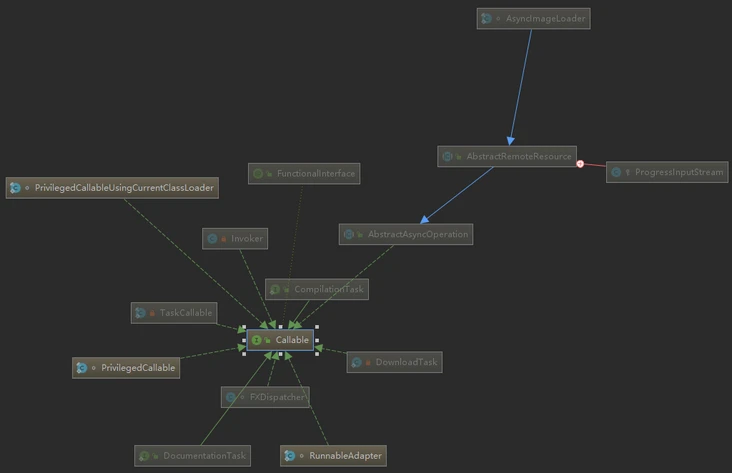 AsyncImageLoader
AbstractRemoteResource
ProgressInputStream
FunctionalInterface
PrivilegedCallableUsingCurrentClassLoader
Invoker
AbstractAsyncOperation
CompilationTask
TaskCallable
Callable
DownloadTask
PrivilegedCallable
FXDispatcher
DocumentationTask
RunnableAdapter